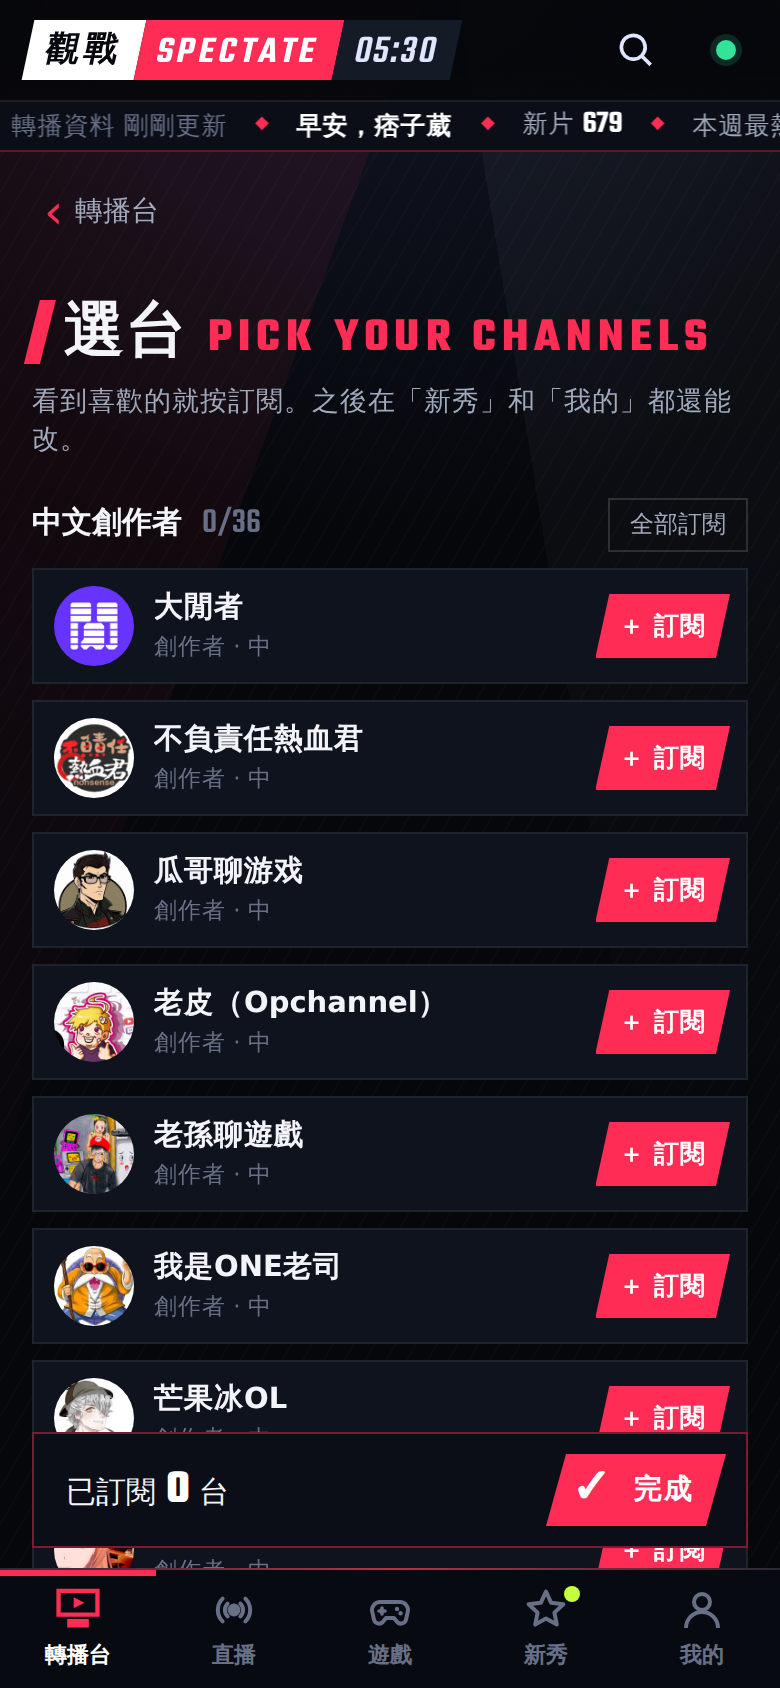 觀戰 SPECTATE 05:30
轉播資料 剛剛更新 ◆ 早安，痞子葳 ◆ 新片 679 ◆ 本週最
‹ 轉播台
選台 PICK YOUR CHANNELS
看到喜歡的就按訂閱。之後在「新秀」和「我的」都還能
改。
中文創作者 0/36 全部訂閱
大閒者
創作者 · 中
+ 訂閱
不負責任熱血君
創作者 · 中
+ 訂閱
瓜哥聊游戏
創作者 · 中
+ 訂閱
老皮（Opchannel）
創作者 · 中
+ 訂閱
老孫聊遊戲
創作者 · 中
+ 訂閱
我是ONE老司
創作者 · 中
+ 訂閱
芒果冰OL
+ 訂閱
已訂閱 0 台
✓ 完成
創作者 · 中
+ 訂閱
轉播台 直播 遊戲 新秀 我的